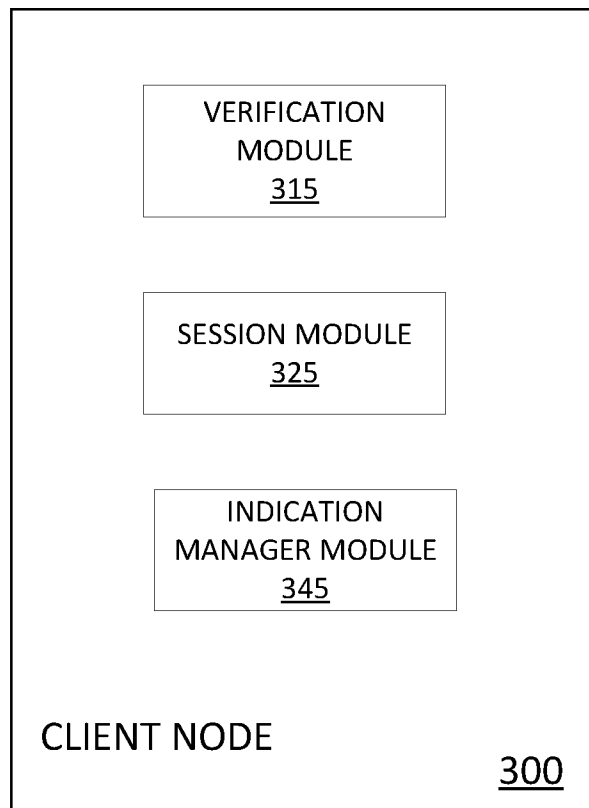 VERIFICATION
MODULE
315
SESSION MODULE
325
INDICATION
MANAGER MODULE
345
CLIENT NODE
300